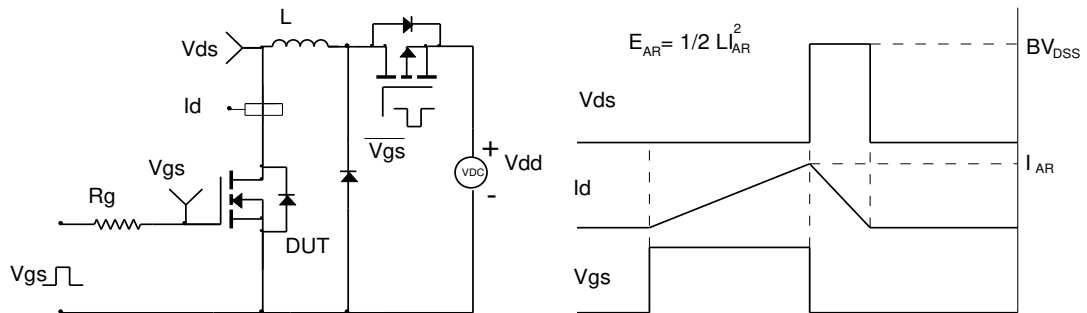 L
Vds
Id
Vgs
Vgs
+
VDC
Vdd
-
Rg
DUT
Vgs
E_AR = 1/2 LI_AR^2
BV_DSS
Vds
I_AR
Id
Vgs